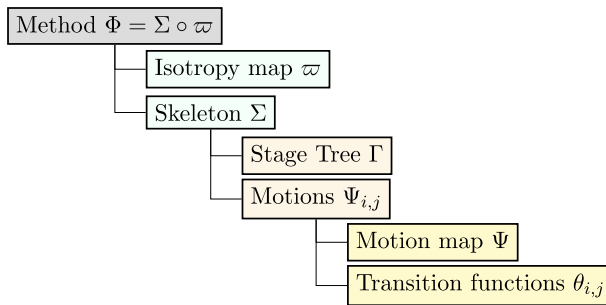 Method Φ = Σ ∘ ϖ
Isotropy map ϖ
Skeleton Σ
Stage Tree Γ
Motions Ψ_{i,j}
Motion map Ψ
Transition functions θ_{i,j}